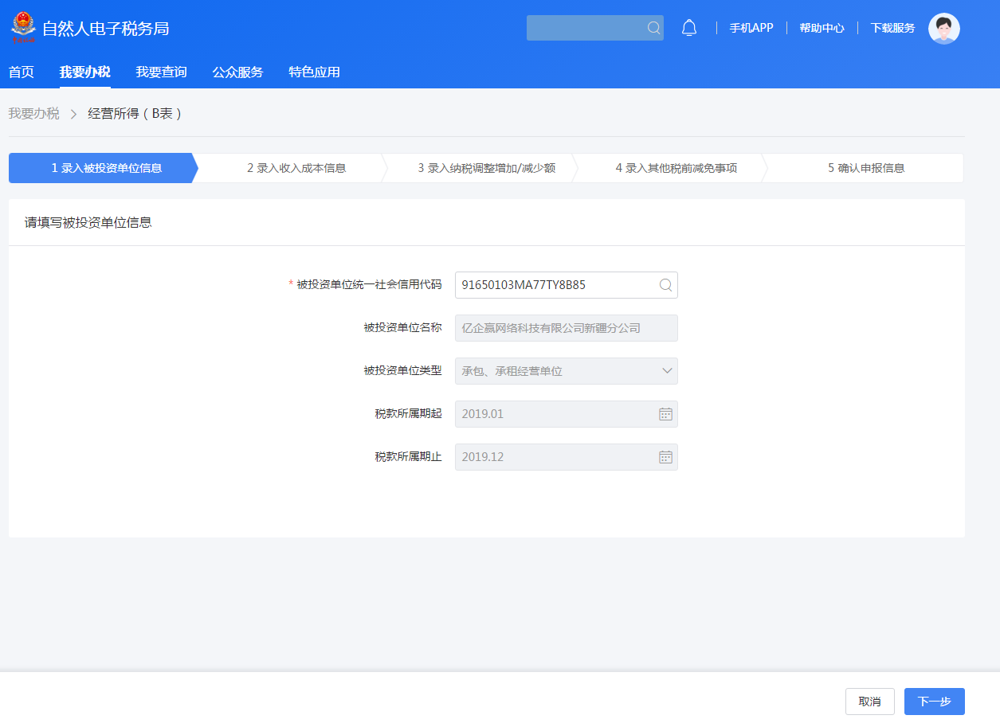 自然人电子税务局
手机APP
帮助中心
下载服务
首页
我要办税
我要查询
公众服务
特色应用
我要办税 > 经营所得（B表）
1 录入被投资单位信息
2 录入收入成本信息
3 录入纳税调整增加/减少额
4 录入其他税前减免事项
5 确认申报信息
请填写被投资单位信息
* 被投资单位统一社会信用代码 91650103MA77TY8B85
被投资单位名称 亿企赢网络科技有限公司新疆分公司
被投资单位类型 承包、承租经营单位
税款所属期起 2019.01
税款所属期止 2019.12
取消
下一步